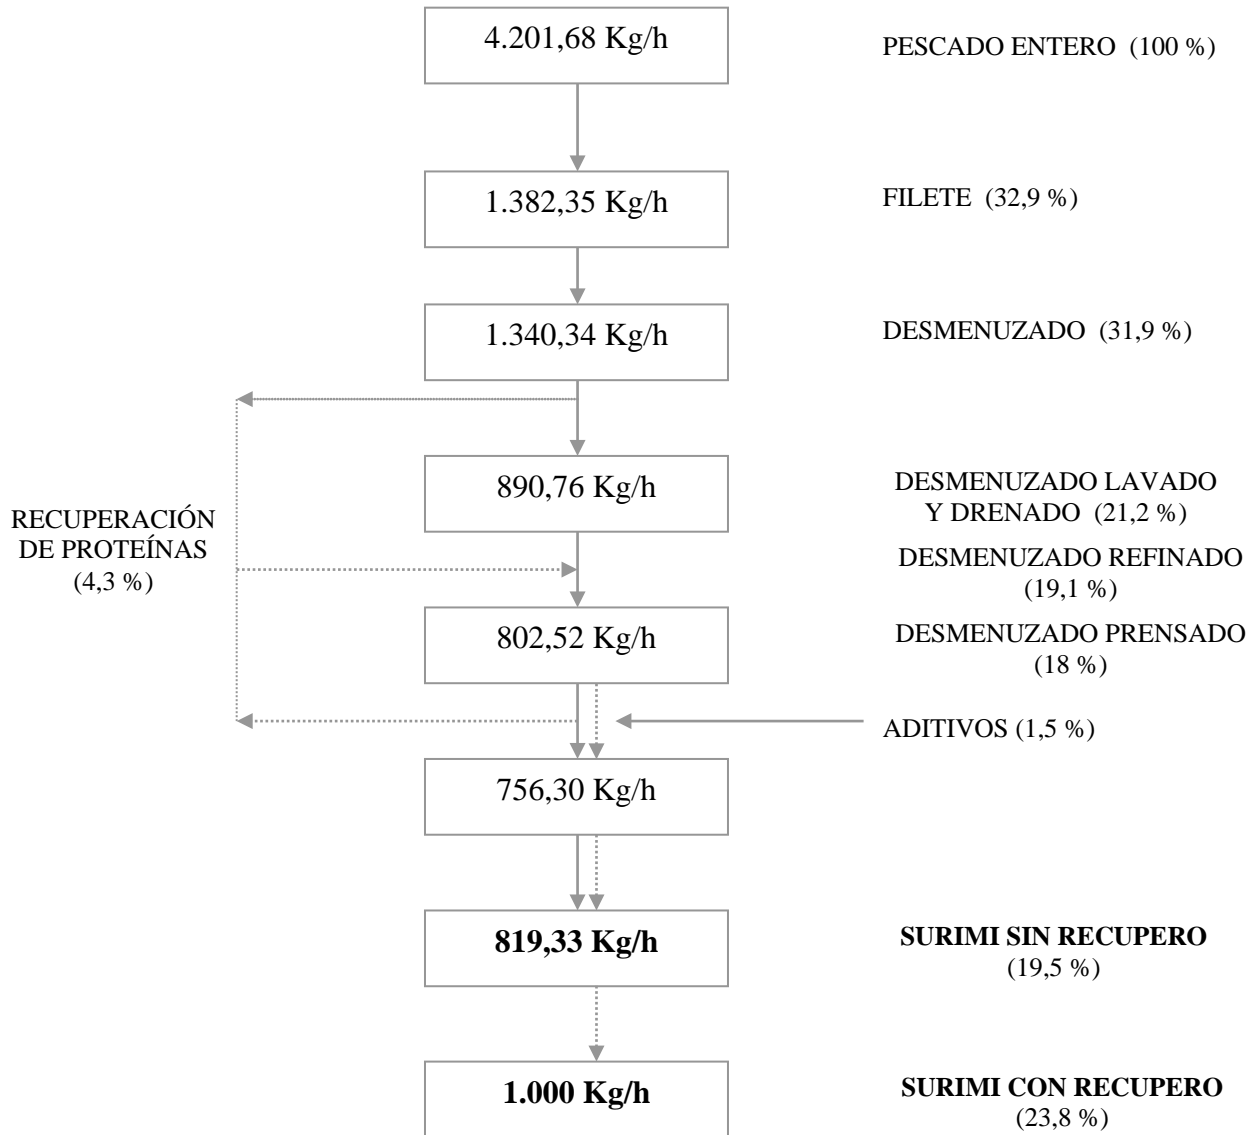 4.201,68 Kg/h
PESCADO ENTERO (100 %)
1.382,35 Kg/h
FILETE (32,9 %)
1.340,34 Kg/h
DESMENUZADO (31,9 %)
890,76 Kg/h
DESMENUZADO LAVADO
Y DRENADO (21,2 %)
RECUPERACIÓN
DE PROTEÍNAS
(4,3 %)
DESMENUZADO REFINADO
(19,1 %)
802,52 Kg/h
DESMENUZADO PRENSADO
(18 %)
ADITIVOS (1,5 %)
756,30 Kg/h
819,33 Kg/h
SURIMI SIN RECUPERO
(19,5 %)
1.000 Kg/h
SURIMI CON RECUPERO
(23,8 %)